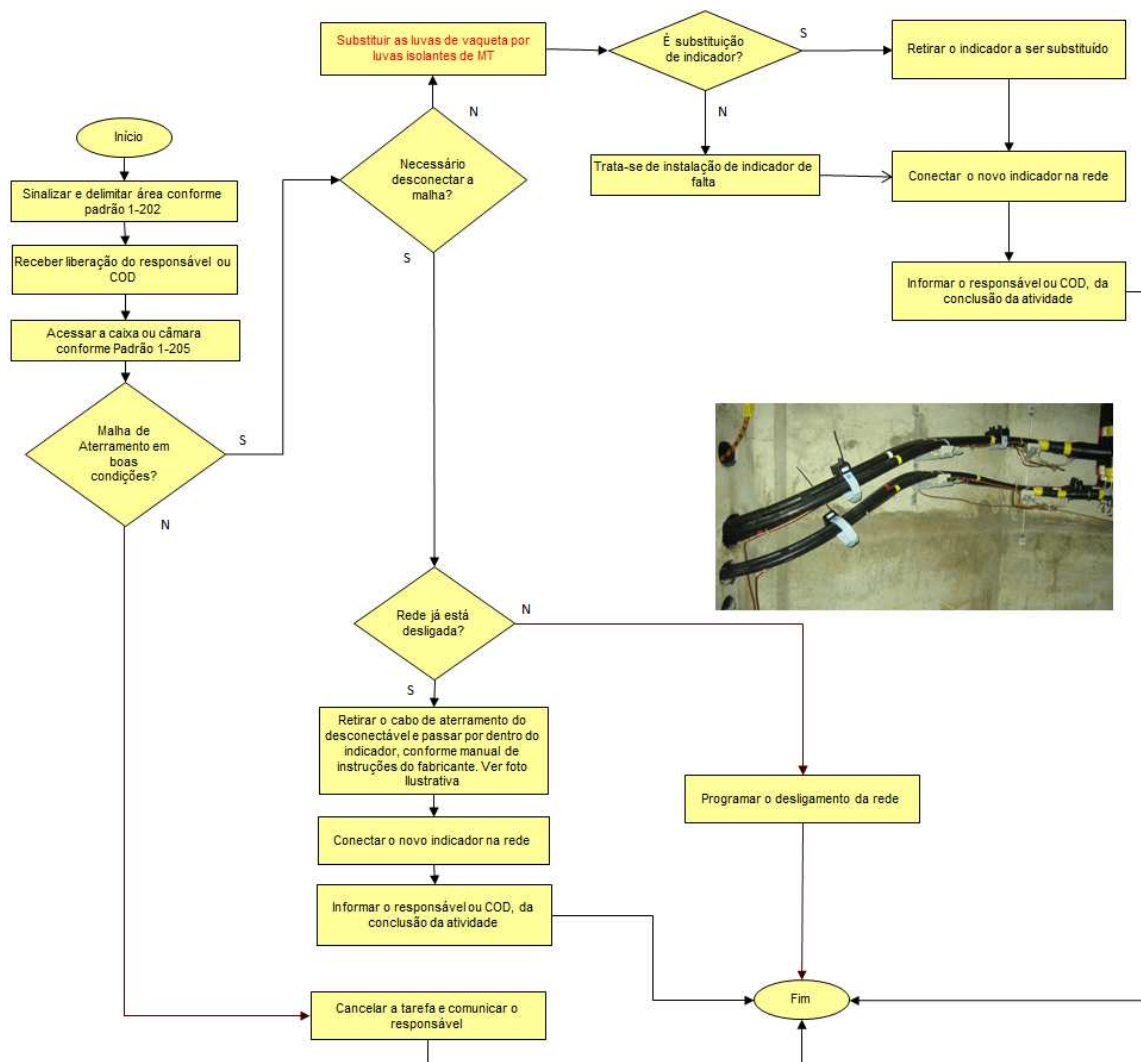 Início
Sinalizar e delimitar área conforme
padrão 1-202
Receber liberação do responsável ou
COD
Acessar a caixa ou câmara
conforme Padrão 1-205
Malha de
Aterramento em
boas
condições?
S
N
Necessário
desconectar a
malha?
N
S
Substituir as luvas de vaqueta por
luvas isolantes de MT
É substituição
de indicador?
S
N
Retirar o indicador a ser substituído
Trata-se de instalação de indicador de
falta
Conectar o novo indicador na rede
Informar o responsável ou COD, da
conclusão da atividade
Rede já está
desligada?
N
S
Retirar o cabo de aterramento do
desconectável e passar por dentro do
indicador, conforme manual de
instruções do fabricante. Ver foto
Ilustrativa
Conectar o novo indicador na rede
Informar o responsável ou COD, da
conclusão da atividade
Programar o desligamento da rede
Cancelar a tarefa e comunicar o
responsável
Fim